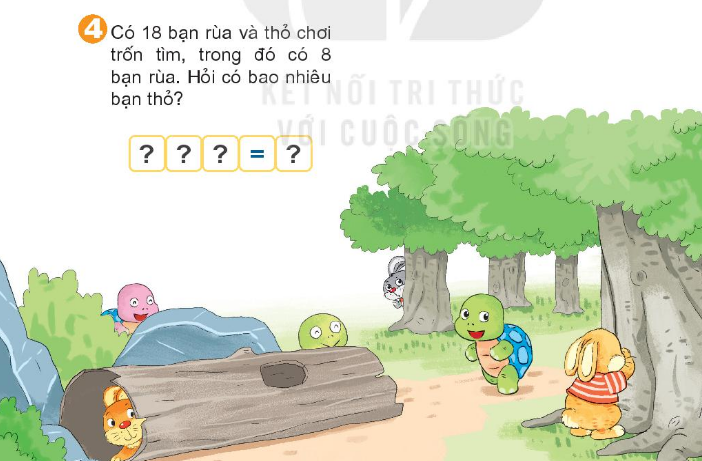 4 Có 18 bạn rùa và thỏ chơi
trốn tìm, trong đó có 8
bạn rùa. Hỏi có bao nhiêu
bạn thỏ?
KẾT NỐI TRI THỨC
VỚI CUỘC SỐNG
? ? ? = ?